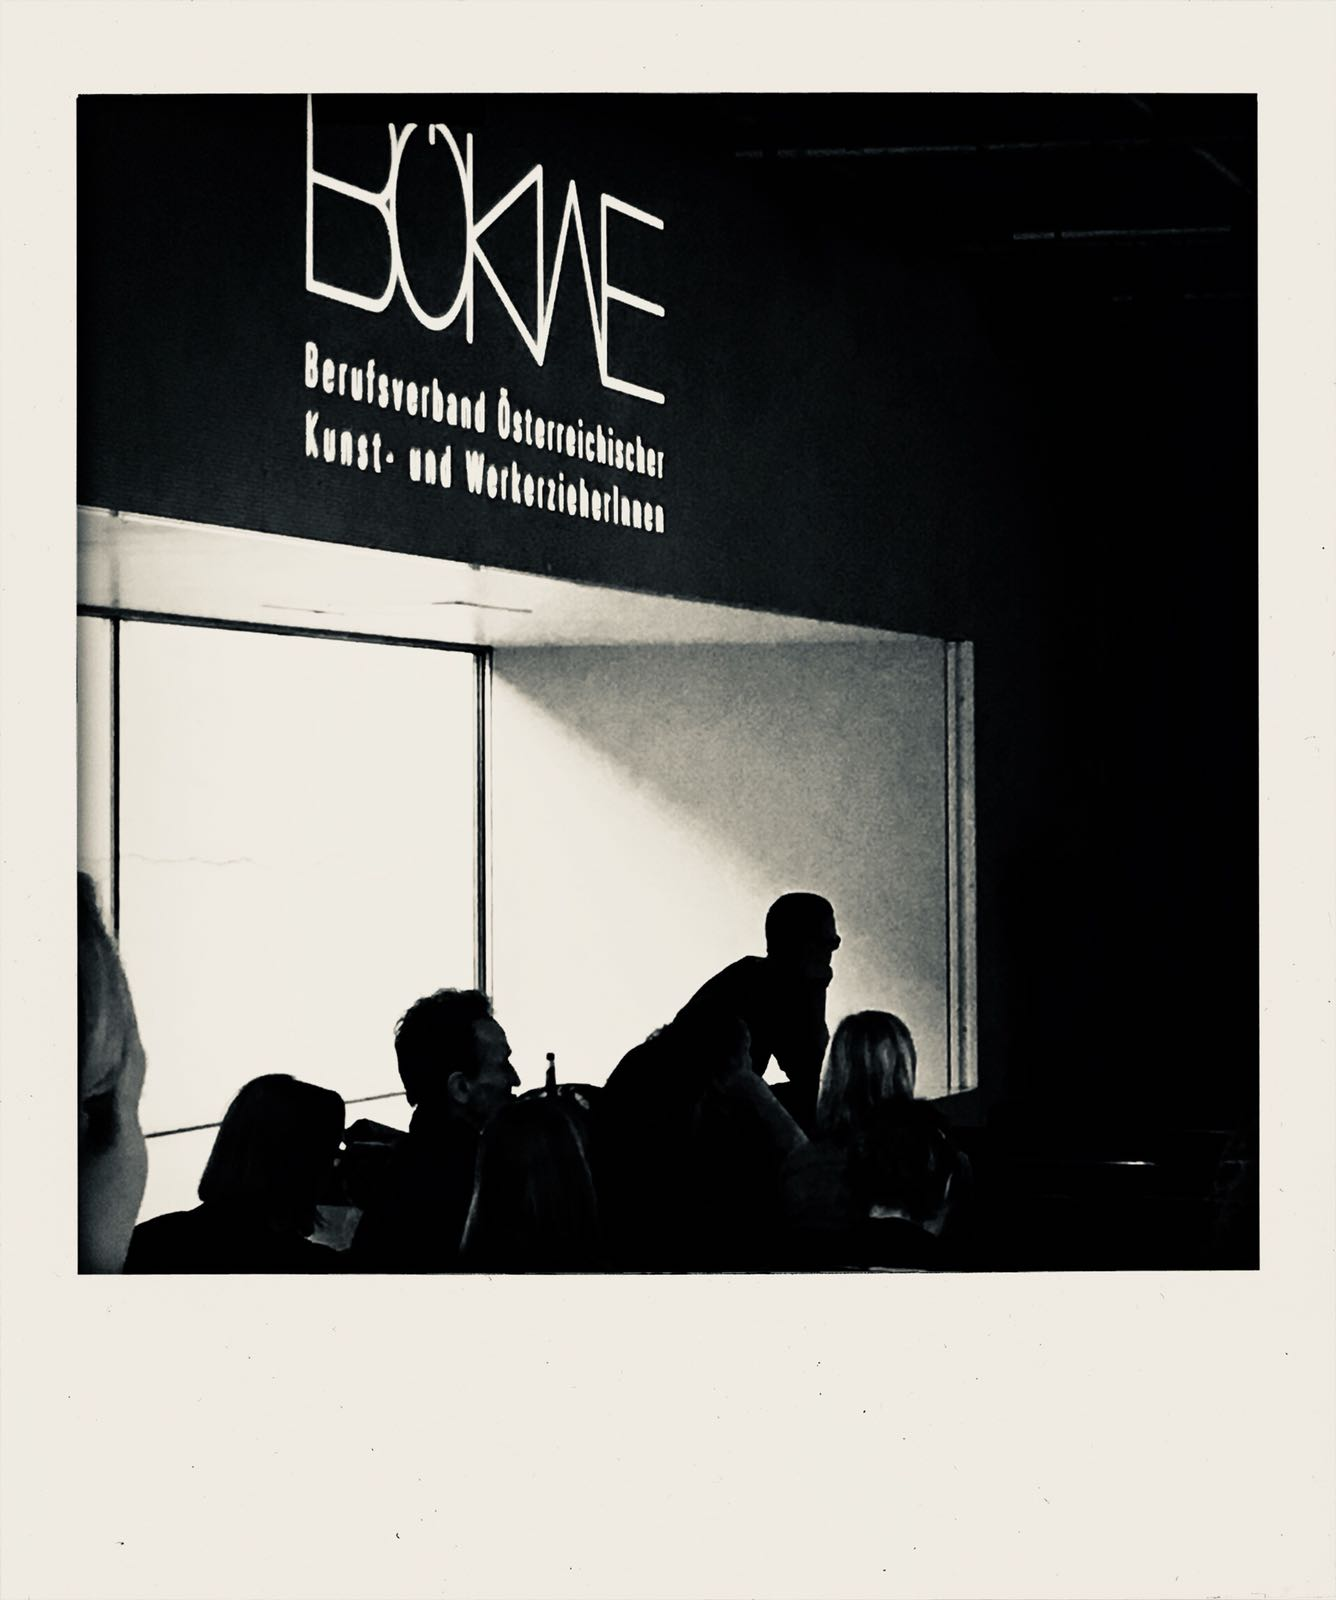 BÖKWE
Berufsverband Österreichischer
Kunst- und WerkerzieherInnen